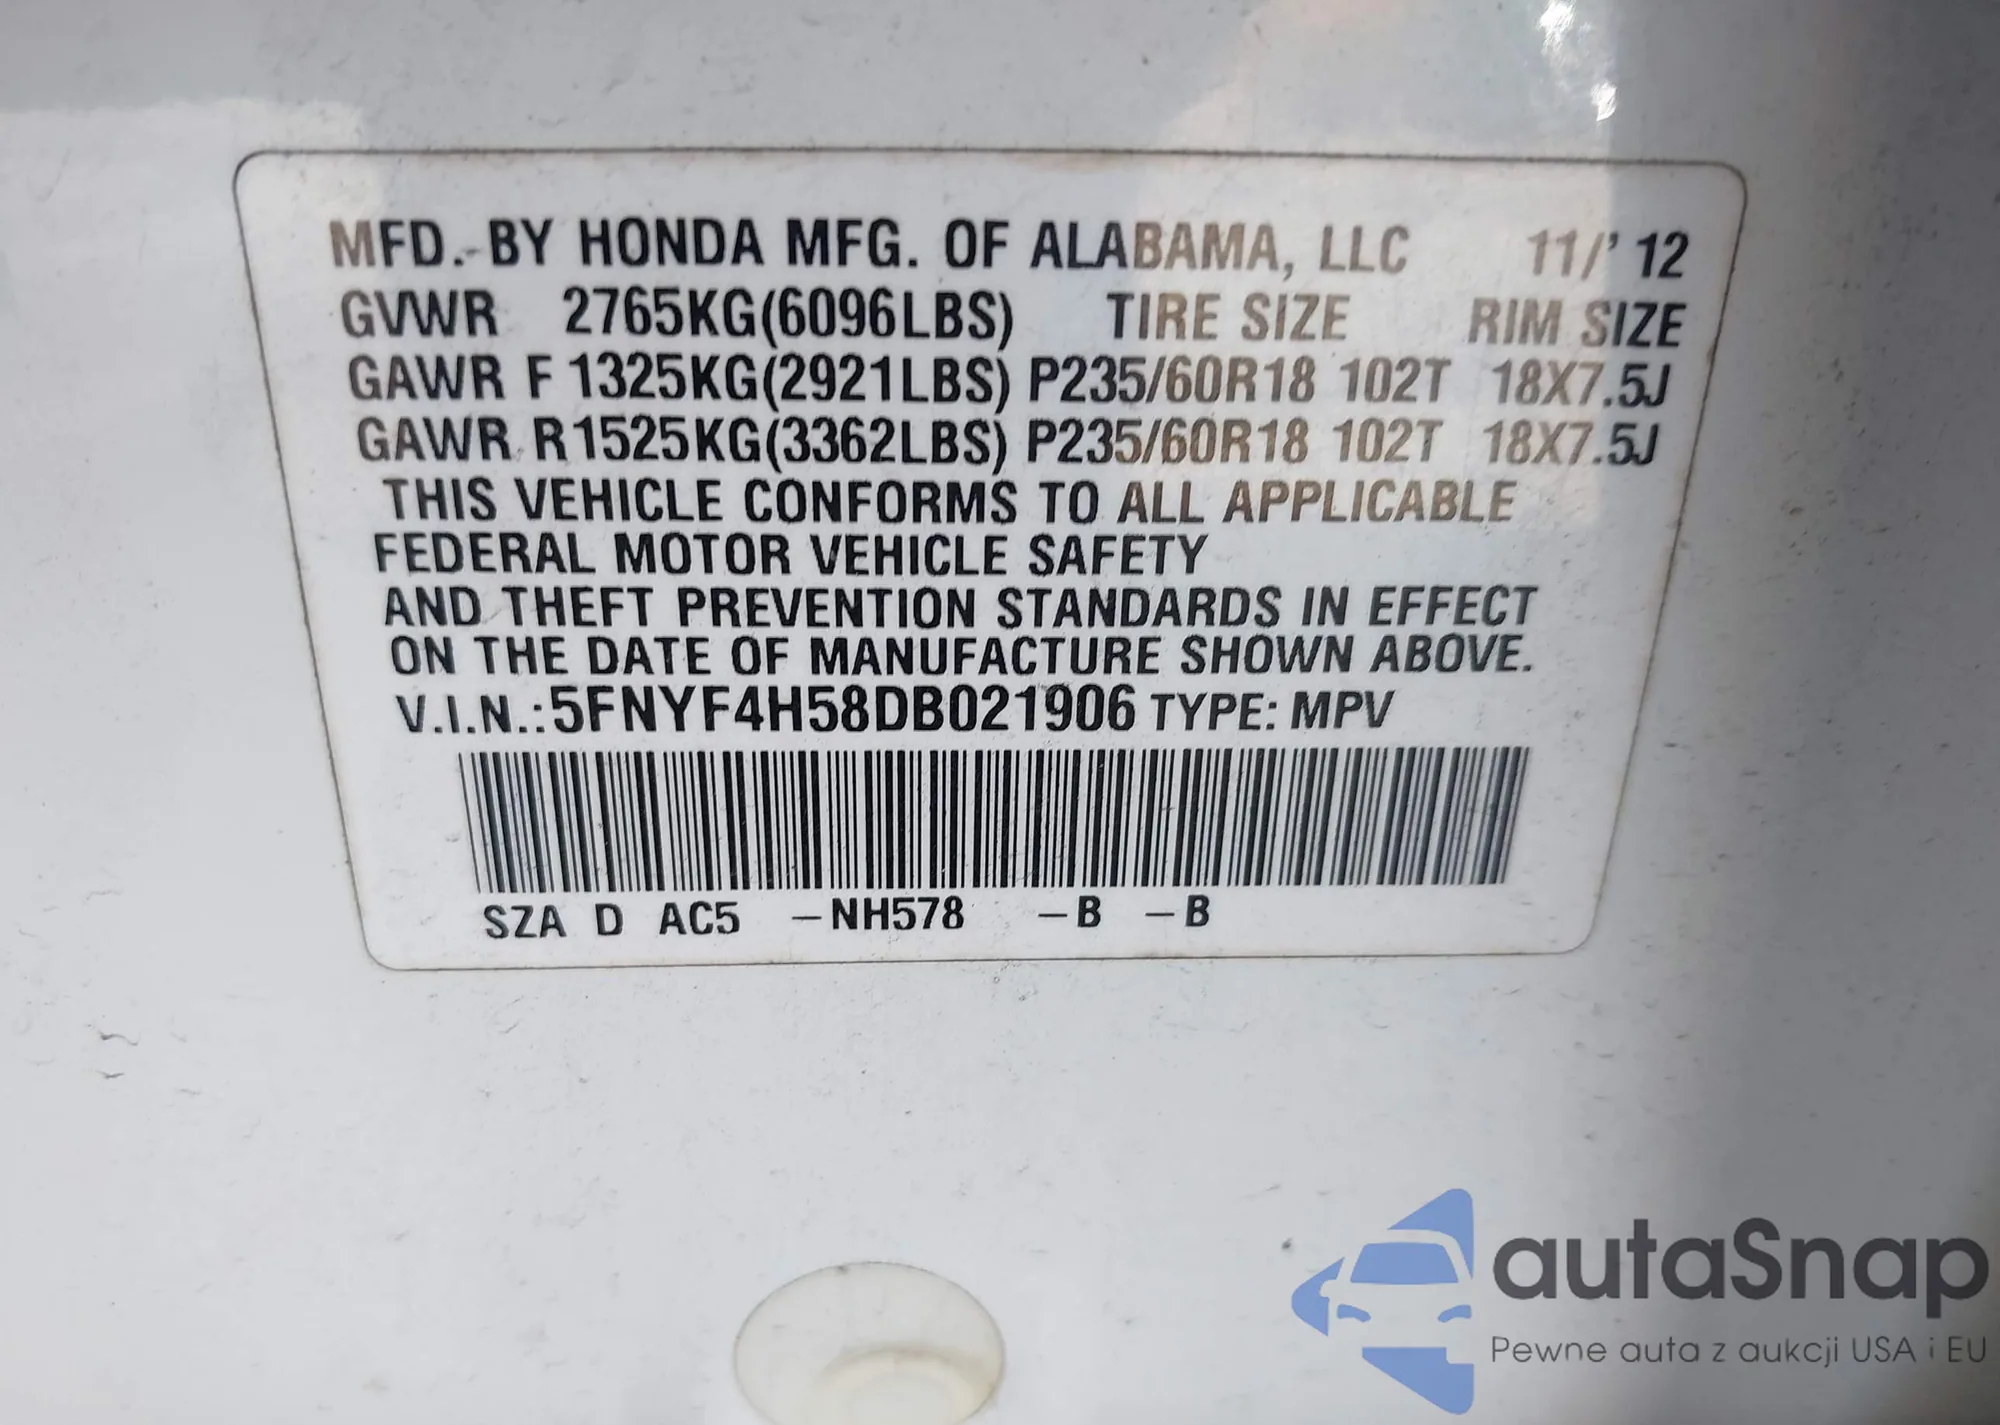 MFD. BY HONDA MFG. OF ALABAMA, LLC 11/'12
GVWR 2765KG(6096LBS) TIRE SIZE RIM SIZE
GAWR F 1325KG(2921LBS) P235/60R18 102T 18X7.5J
GAWR R1525KG(3362LBS) P235/60R18 102T 18X7.5J
THIS VEHICLE CONFORMS TO ALL APPLICABLE
FEDERAL MOTOR VEHICLE SAFETY
AND THEFT PREVENTION STANDARDS IN EFFECT
ON THE DATE OF MANUFACTURE SHOWN ABOVE.
V.I.N.:5FNYF4H58DB021906 TYPE: MPV
SZA D AC5 –NH578 –B –B
autaSnap
Pewne auta z aukcji USA i EU